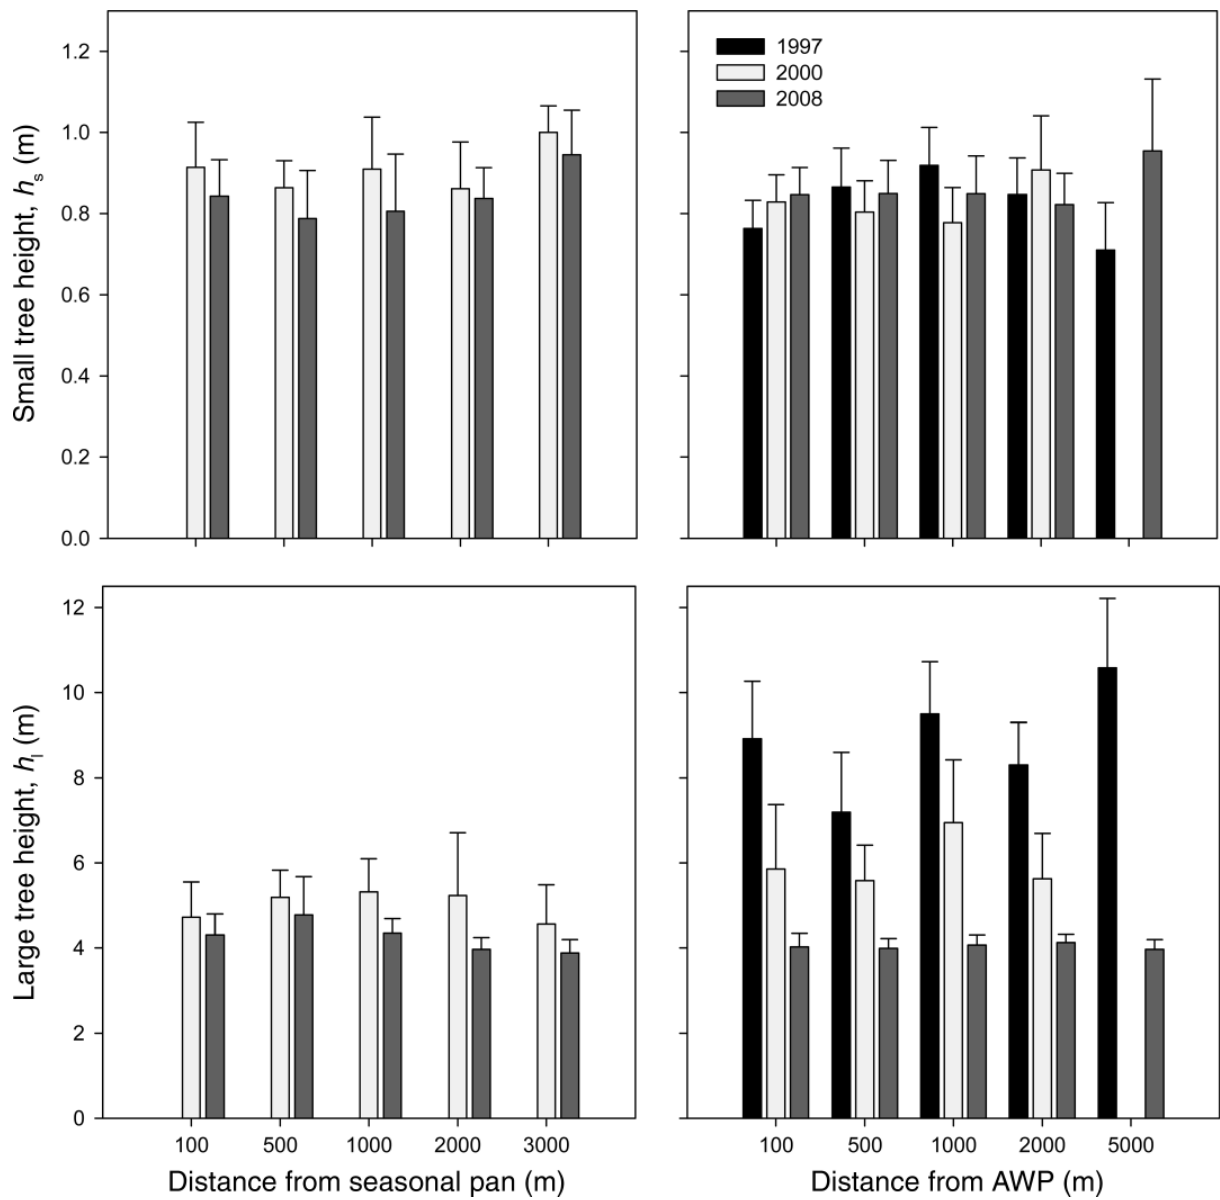 Small tree height, hs (m)
1.2
1.0
0.8
0.6
0.4
0.2
0.0
1997
2000
2008
Large tree height, hl (m)
12
10
8
6
4
2
0
100 500 1000 2000 3000
Distance from seasonal pan (m)
100 500 1000 2000 5000
Distance from AWP (m)